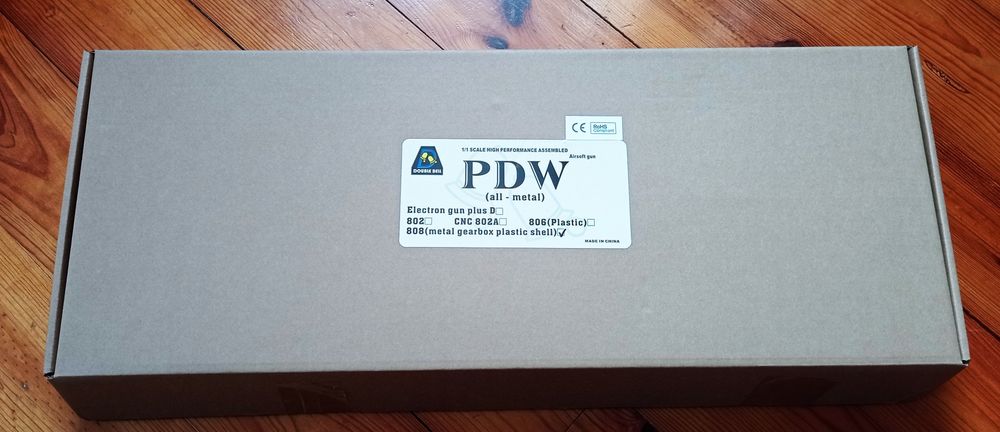 CE RoHS
Compliant
1/1 SCALE HIGH PERFORMANCE ASSEMBLED
Airsoft gun
DOUBLE BELL
PDW
(all - metal)
Electron gun plus D□
802□ CNC 802A□ 806(Plastic)□
808(metal gearbox plastic shell)☑
MADE IN CHINA